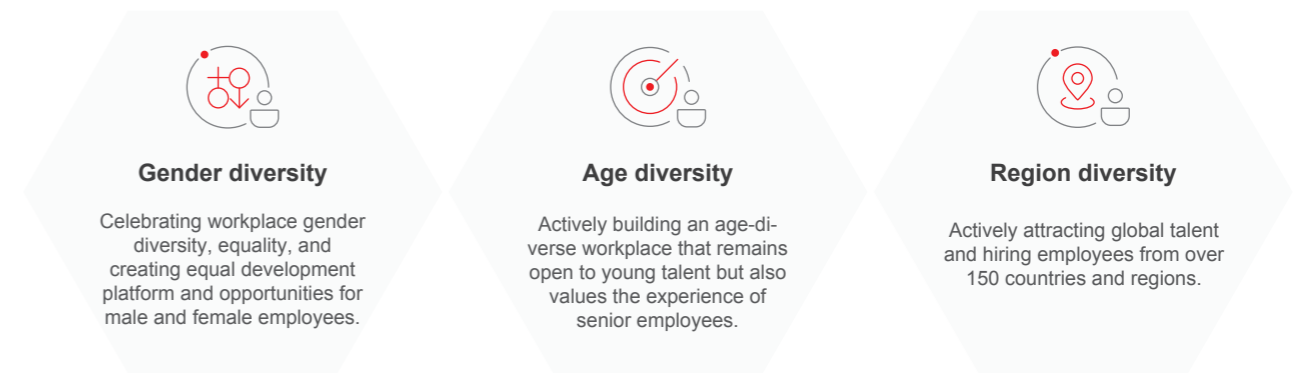 Gender diversity
Celebrating workplace gender
diversity, equality, and
creating equal development
platform and opportunities for
male and female employees.
Age diversity
Actively building an age-di-
verse workplace that remains
open to young talent but also
values the experience of
senior employees.
Region diversity
Actively attracting global talent
and hiring employees from over
150 countries and regions.